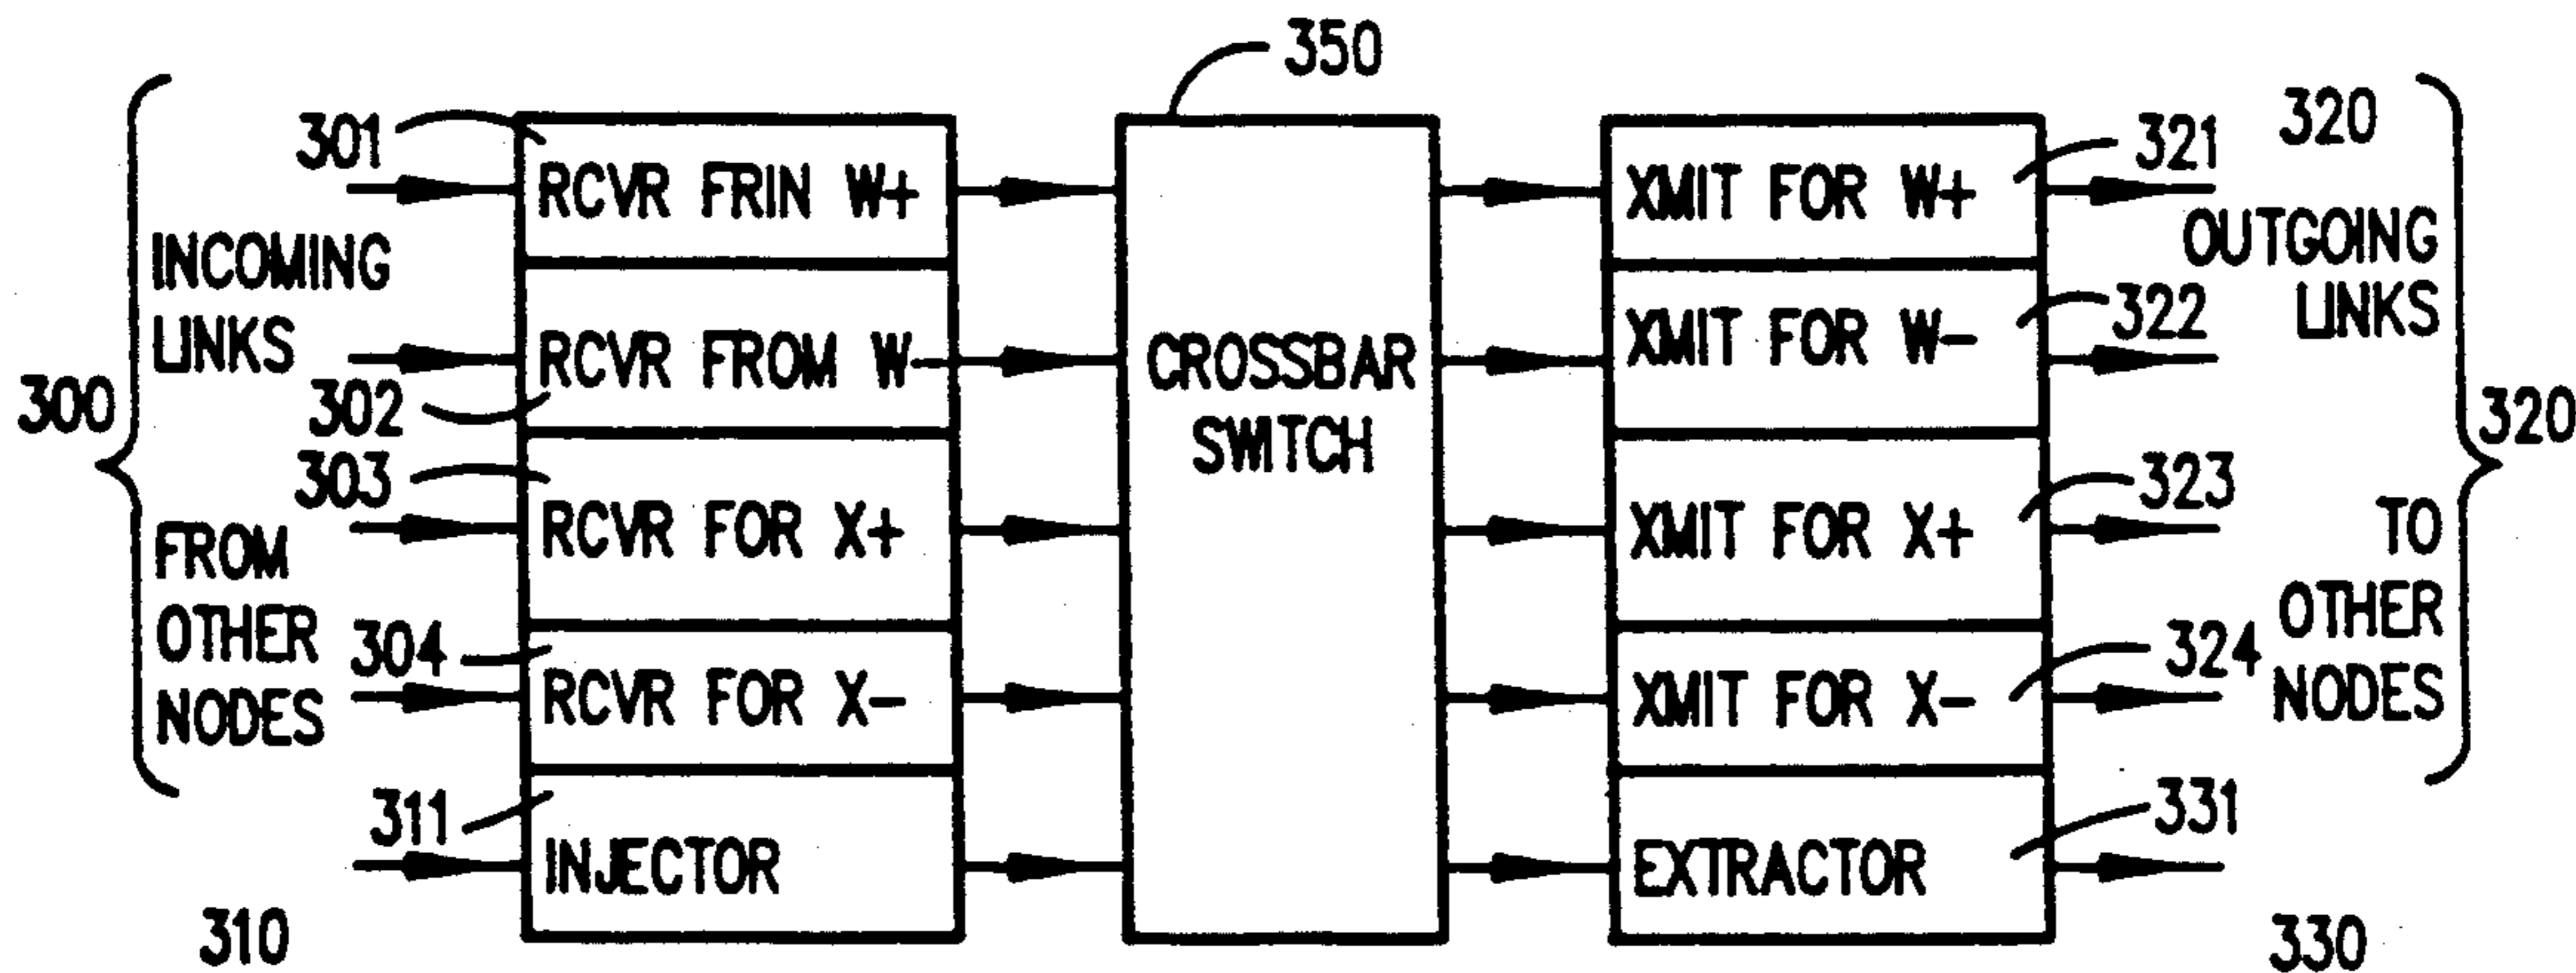 350
300
INCOMING
LINKS
FROM
OTHER
NODES
301
302
303
304
311
310
RCVR FRIN W+
RCVR FROM W-
RCVR FOR X+
RCVR FOR X-
INJECTOR
CROSSBAR
SWITCH
XMIT FOR W+
XMIT FOR W-
XMIT FOR X+
XMIT FOR X-
EXTRACTOR
321
322
323
324
331
330
320
OUTGOING
LINKS
TO
OTHER
NODES
320